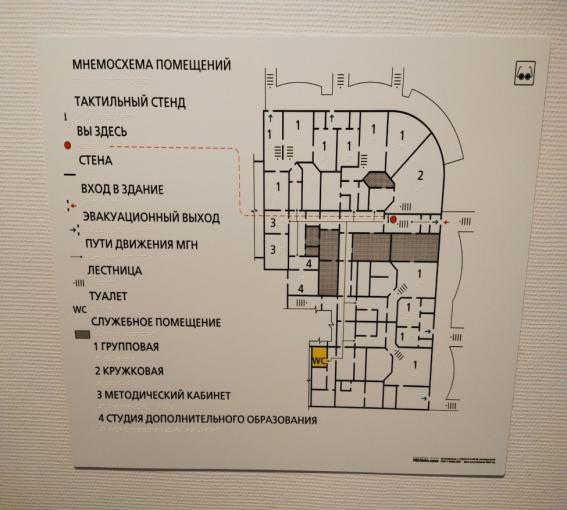 МНЕМОСХЕМА ПОМЕЩЕНИЙ
ТАКТИЛЬНЫЙ СТЕНД
ВЫ ЗДЕСЬ
СТЕНА
ВХОД В ЗДАНИЕ
ЭВАКУАЦИОННЫЙ ВЫХОД
ПУТИ ДВИЖЕНИЯ МГН
ЛЕСТНИЦА
ТУАЛЕТ
WC
СЛУЖЕБНОЕ ПОМЕЩЕНИЕ
1 ГРУППОВАЯ
2 КРУЖКОВАЯ
3 МЕТОДИЧЕСКИЙ КАБИНЕТ
4 СТУДИЯ ДОПОЛНИТЕЛЬНОГО ОБРАЗОВАНИЯ
1 1 1 1 1 1
1 2
3
3
4 1
4
1
1
WC
1